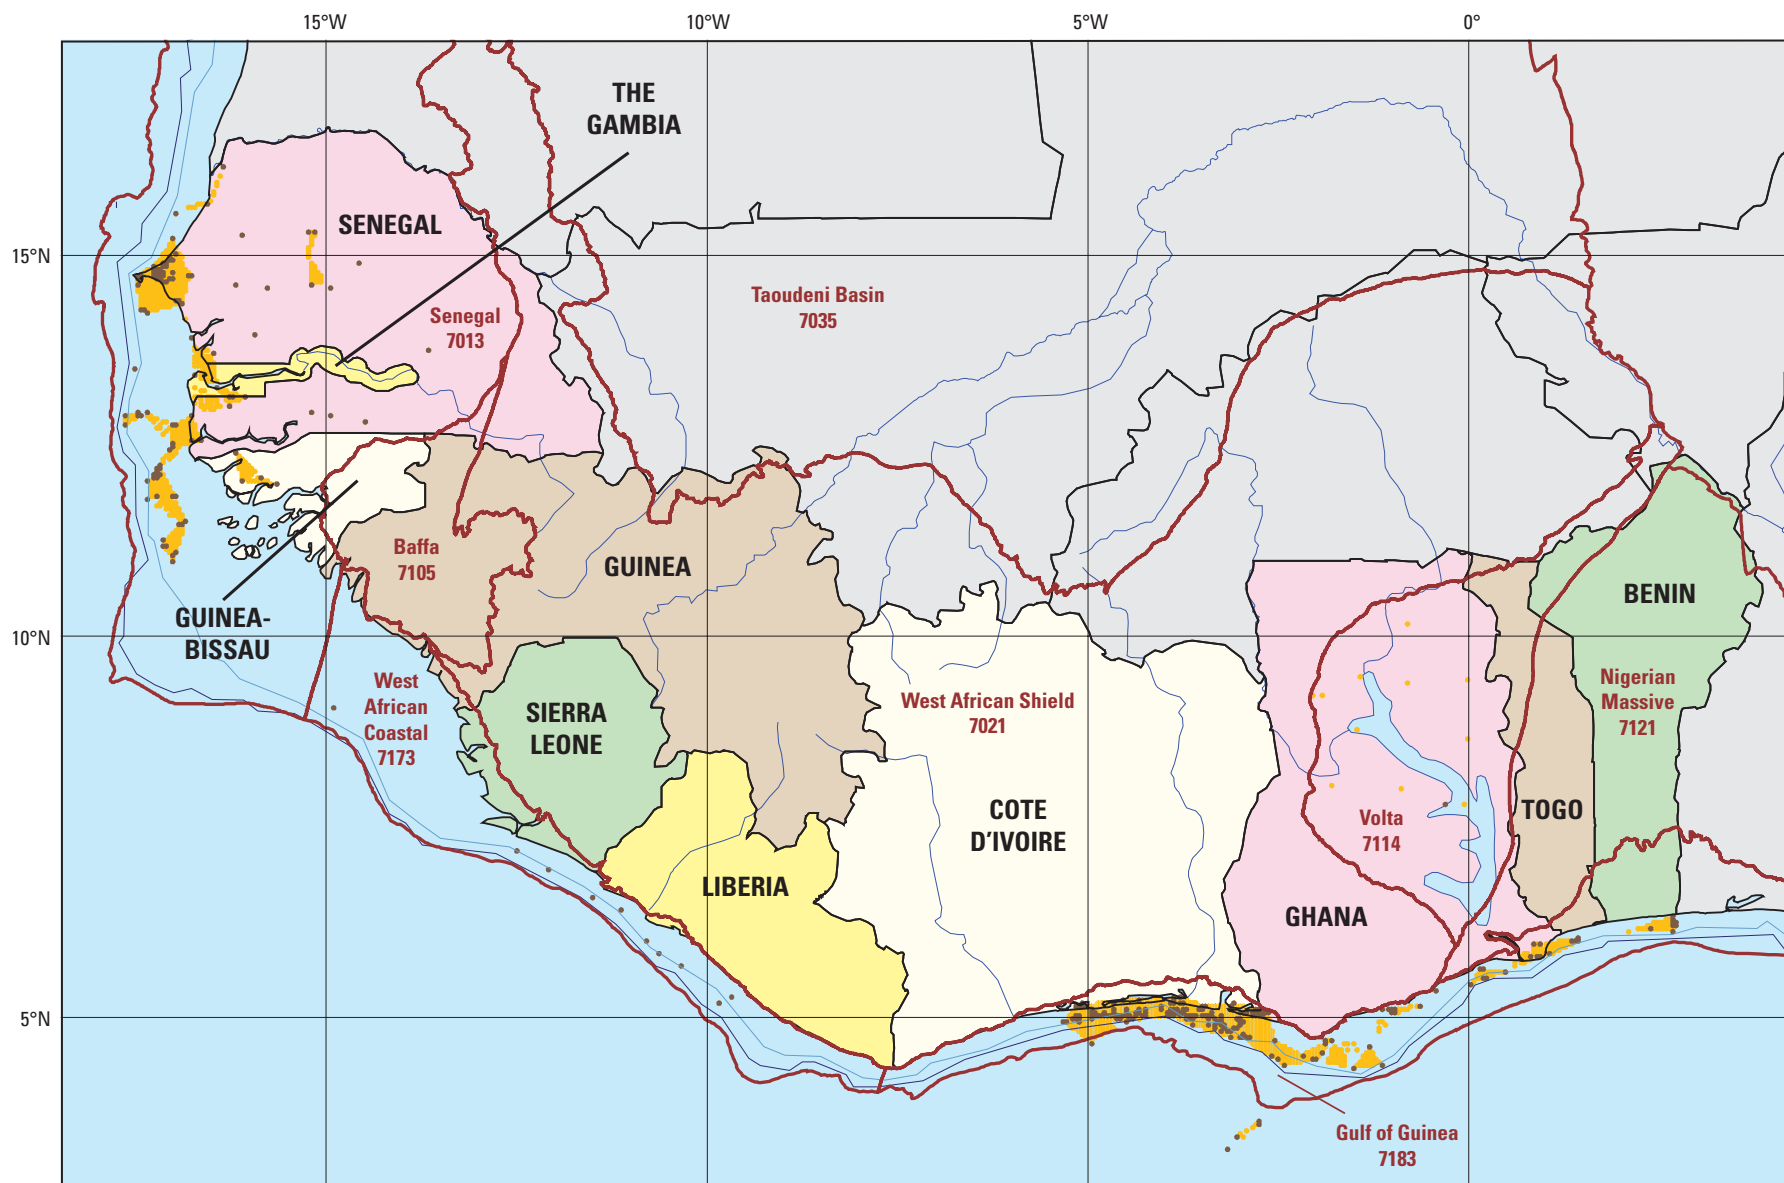 15°W
10°W
5°W
0°
THE
GAMBIA
SENEGAL
15°N
Taoudeni Basin
7035
Senegal
7013
Baffa
7105
GUINEA
GUINEA-
BISSAU
BENIN
10°N
West
African
Coastal
7173
SIERRA
LEONE
West African Shield
7021
Nigerian
Massive
7121
COTE
D'IVOIRE
Volta
7114
TOGO
LIBERIA
GHANA
5°N
Gulf of Guinea
7183